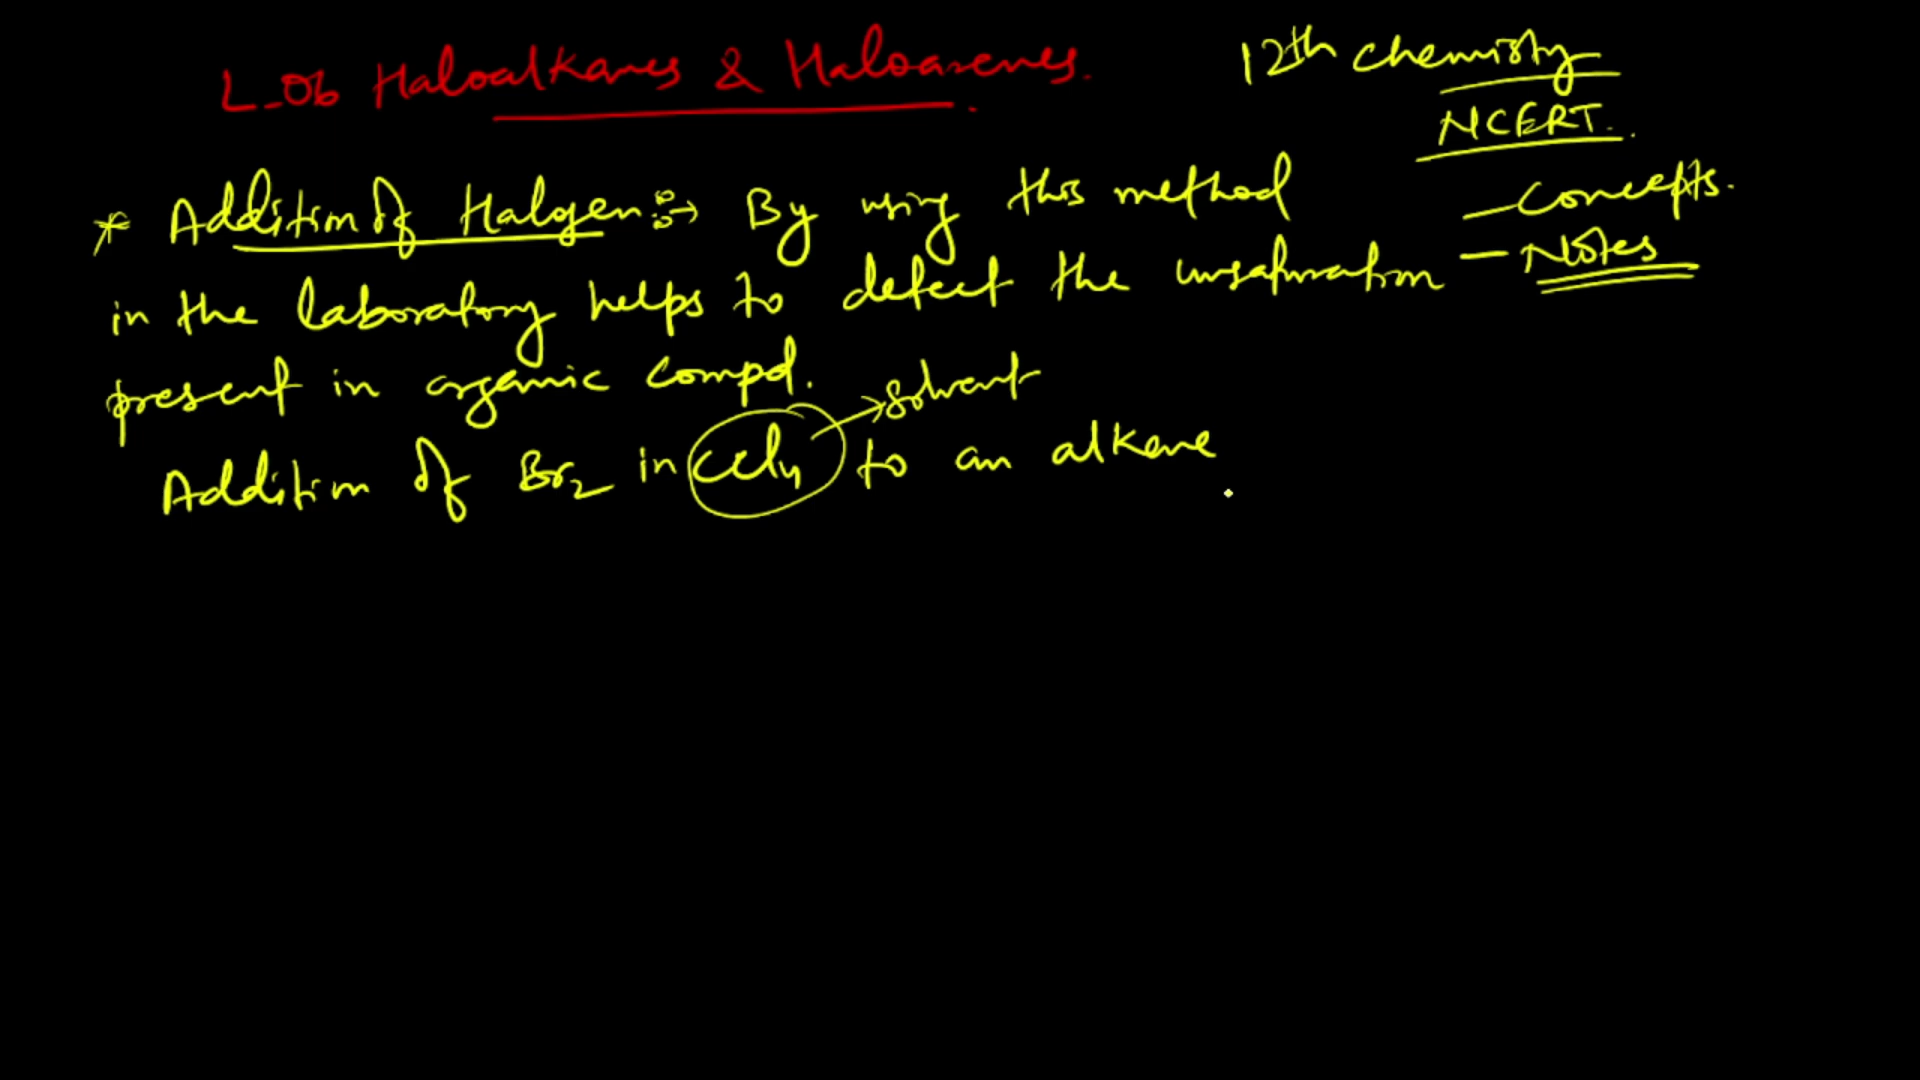 L-06 Haloalkanes & Haloarenes.
12th Chemistry
NCERT.
- Concepts.
- Notes
* Addition of Halogen :→ By using this method
in the laboratory helps to detect the unsaturation
present in organic compd.
→ solvent
Addition of Br2 in CCl4 to an alkene